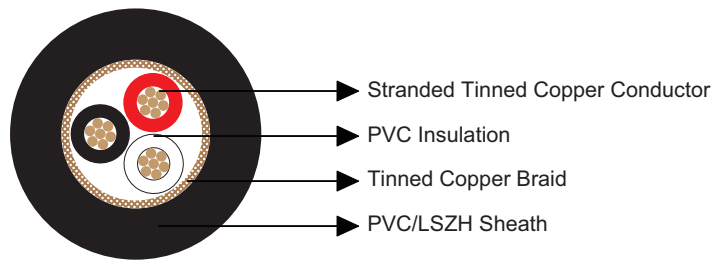 Stranded Tinned Copper Conductor
PVC Insulation
Tinned Copper Braid
PVC/LSZH Sheath